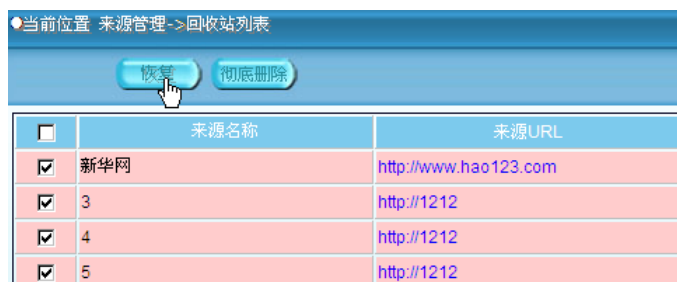 当前位置 来源管理->回收站列表
恢复 彻底删除
来源名称 来源URL
新华网 http://www.hao123.com
3 http://1212
4 http://1212
5 http://1212